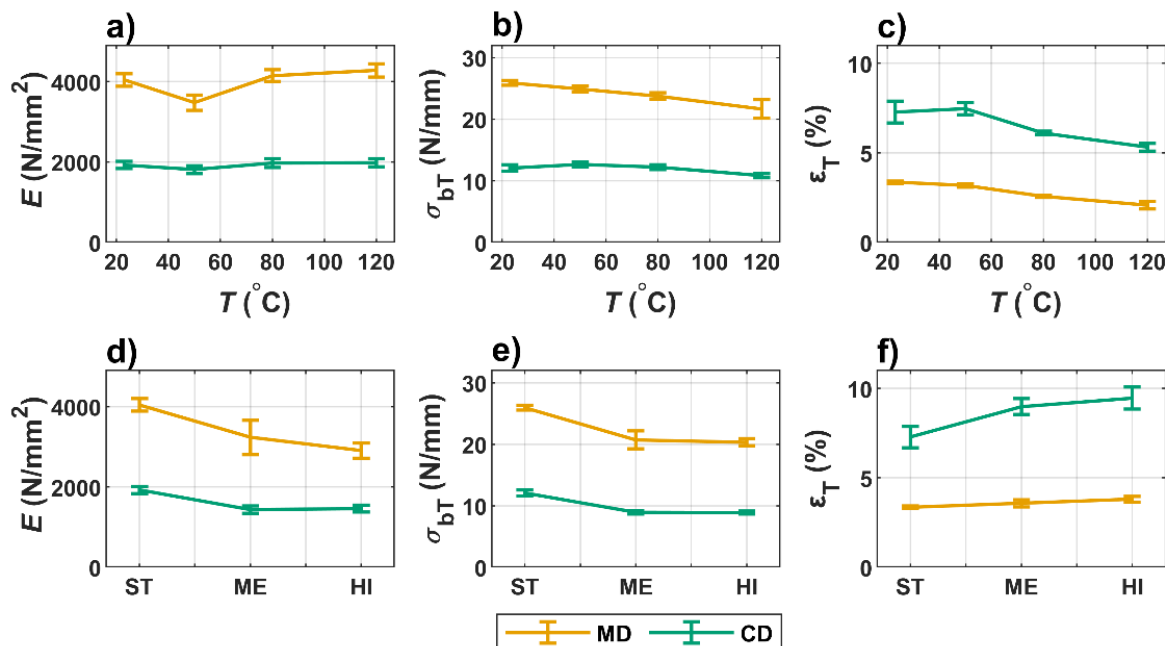 a)
E (N/mm²)
4000
2000
0
20 40 60 80 100 120
T (°C)
b)
σbT (N/mm)
30
20
10
0
20 40 60 80 100 120
T (°C)
c)
εT (%)
10
5
0
20 40 60 80 100 120
T (°C)
d)
E (N/mm²)
4000
2000
0
ST ME HI
e)
σbT (N/mm)
30
20
10
0
ST ME HI
f)
εT (%)
10
5
0
ST ME HI
MD CD